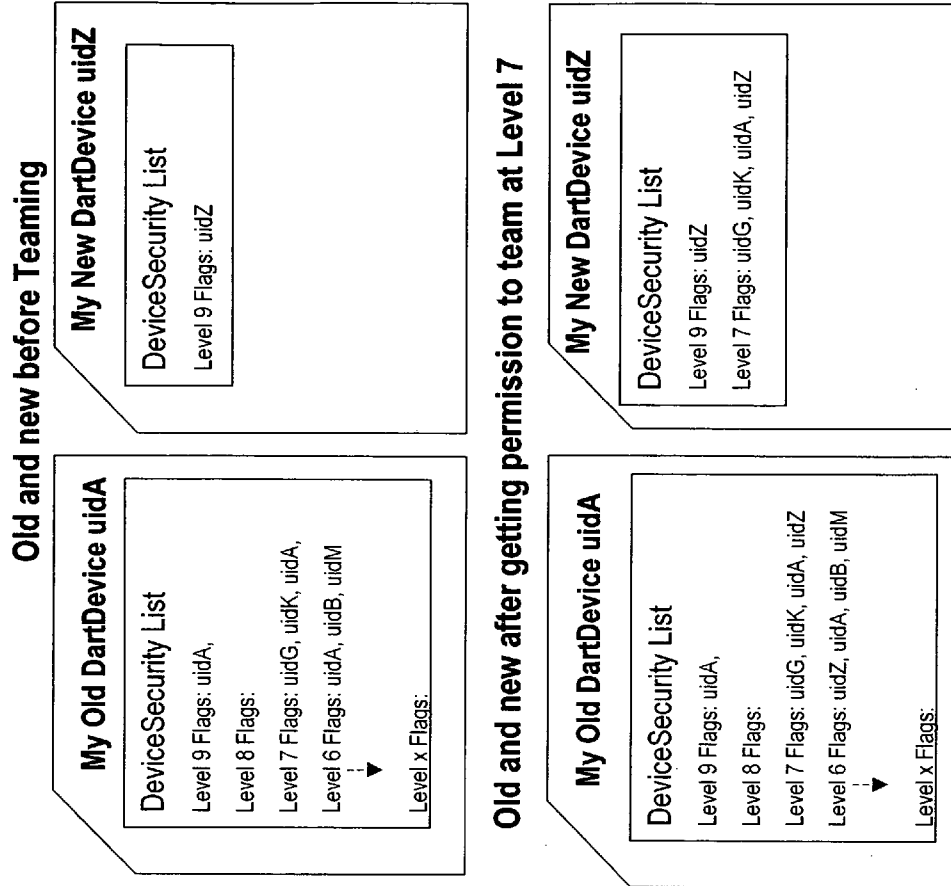 Old and new before Teaming
My Old DartDevice uidA
DeviceSecurity List
Level 9 Flags: uidA,
Level 8 Flags:
Level 7 Flags: uidG, uidK, uidA,
Level 6 Flags: uidA, uidB, uidM
Level x Flags:
My New DartDevice uidZ
DeviceSecurity List
Level 9 Flags: uidZ
Old and new after getting permission to team at Level 7
My Old DartDevice uidA
DeviceSecurity List
Level 9 Flags: uidA,
Level 8 Flags:
Level 7 Flags: uidG, uidK, uidA, uidZ
Level 6 Flags: uidZ, uidA, uidB, uidM
Level x Flags:
My New DartDevice uidZ
DeviceSecurity List
Level 9 Flags: uidZ
Level 7 Flags: uidG, uidK, uidA, uidZ